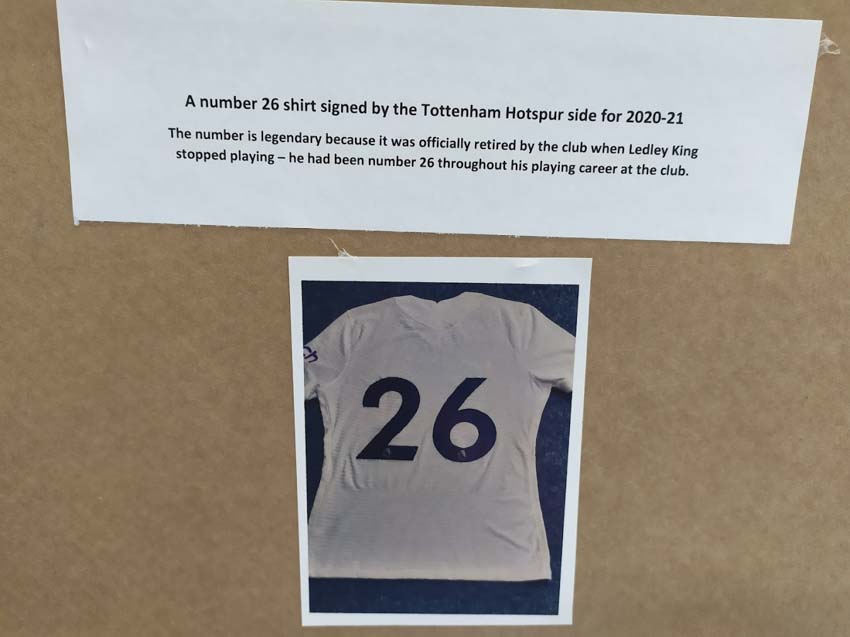 A number 26 shirt signed by the Tottenham Hotspur side for 2020-21
The number is legendary because it was officially retired by the club when Ledley King
stopped playing – he had been number 26 throughout his playing career at the club.
ch
26